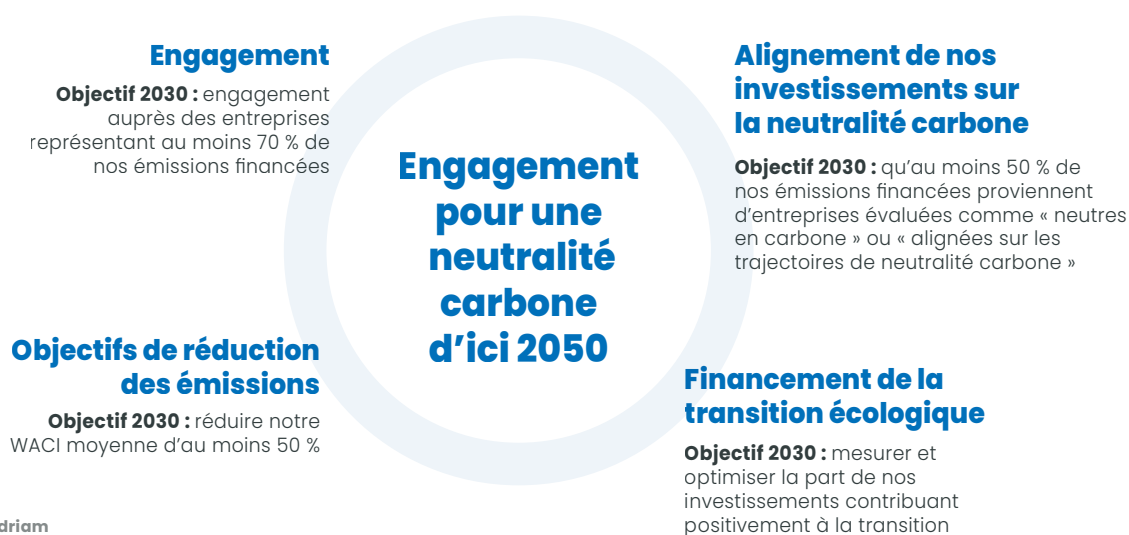 Engagement
Objectif 2030 : engagement
auprès des entreprises
représentant au moins 70 % de
nos émissions financées
Alignement de nos
investissements sur
la neutralité carbone
Objectif 2030 : qu’au moins 50 % de
nos émissions financées proviennent
d’entreprises évaluées comme « neutres
en carbone » ou « alignées sur les
trajectoires de neutralité carbone »
Engagement
pour une
neutralité
carbone
d’ici 2050
Objectifs de réduction
des émissions
Objectif 2030 : réduire notre
WACI moyenne d’au moins 50 %
Financement de la
transition écologique
Objectif 2030 : mesurer et
optimiser la part de nos
investissements contribuant
positivement à la transition
driam